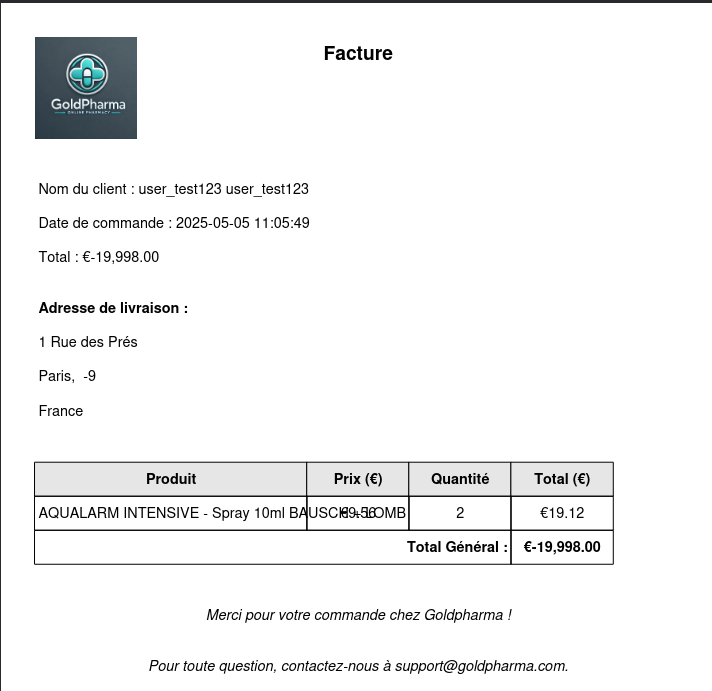 GoldPharma
ONLINE PHARMACY
Facture
Nom du client : user_test123 user_test123
Date de commande : 2025-05-05 11:05:49
Total : €-19,998.00
Adresse de livraison :
1 Rue des Prés
Paris, -9
France
Produit Prix (€) Quantité Total (€)
AQUALARM INTENSIVE - Spray 10ml BAUSCH + LOMB €9.56 2 €19.12
Total Général : €-19,998.00
Merci pour votre commande chez Goldpharma !
Pour toute question, contactez-nous à support@goldpharma.com.